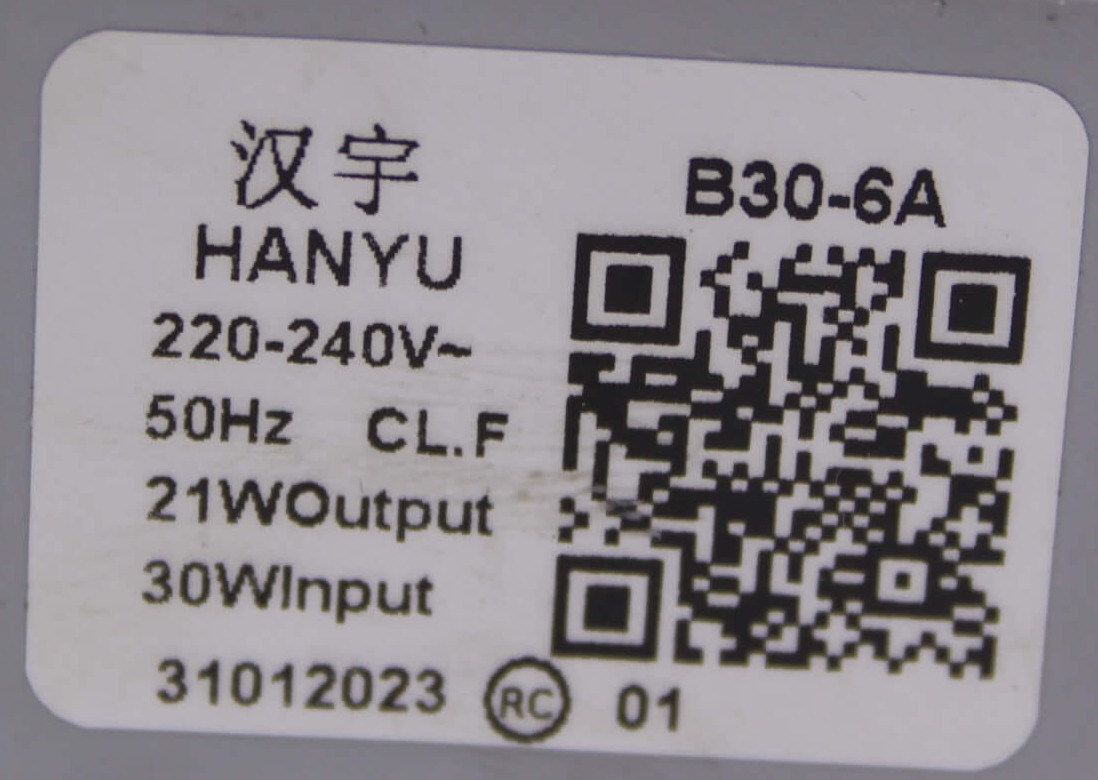 汉宇
HANYU
B30-6A
220-240V~
50Hz CL.F
21WOutput
30WInput
31012023 RC 01